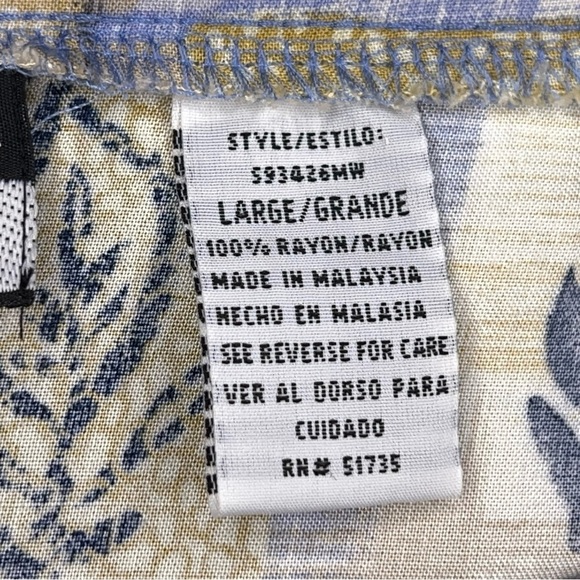 STYLE/ESTILO:
S93426MW
LARGE/GRANDE
100% RAYON/RAYON
MADE IN MALAYSIA
HECHO EN MALASIA
SEE REVERSE FOR CARE
VER AL DORSO PARA
CUIDADO
RN# 51735